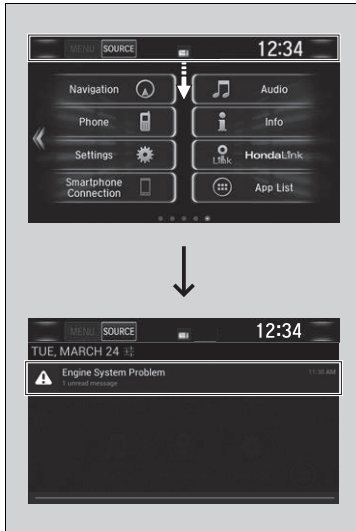 MENU SOURCE 12:34
Navigation Audio
Phone Info
Settings Link HondaLink
Smartphone
Connection App List
MENU SOURCE 12:34
TUE, MARCH 24
Engine System Problem 11:30 AM
1 unread message